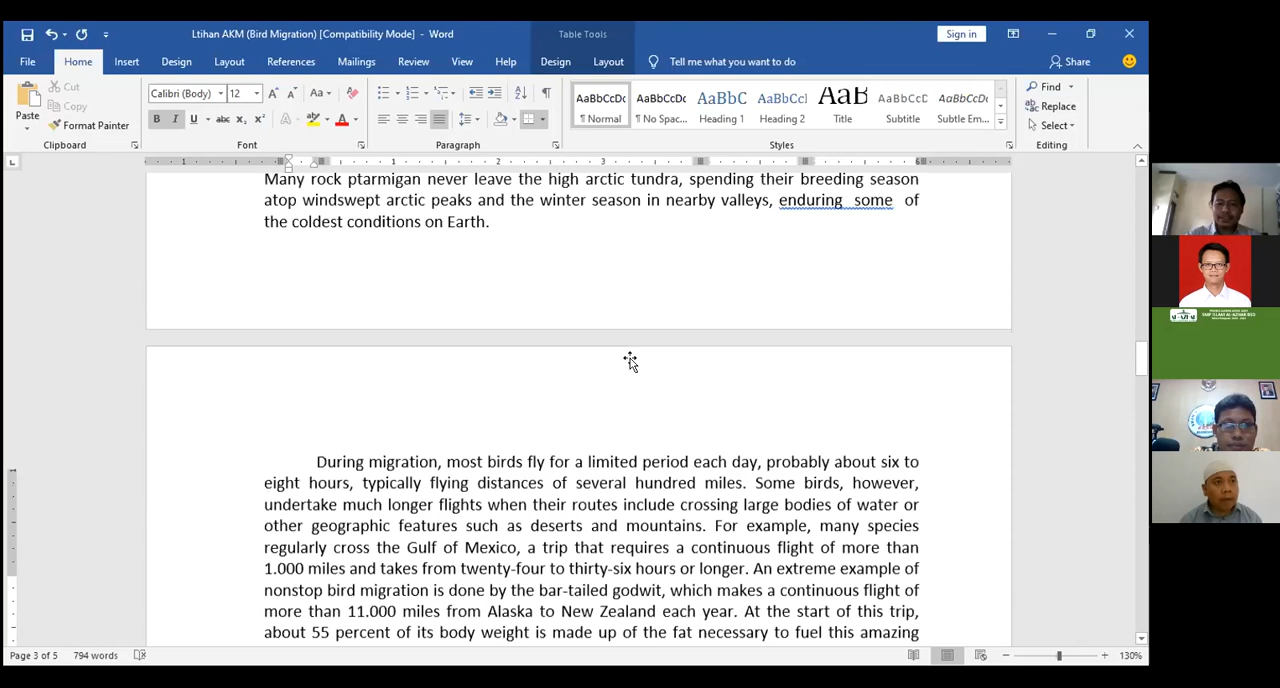 Ltihan AKM (Bird Migration) [Compatibility Mode] - Word
Table Tools
Sign in
File Home Insert Design Layout References Mailings Review View Help Design Layout Tell me what you want to do Share
Paste
Cut
Copy
Format Painter
Clipboard
Calibri (Body) 12
Font
Paragraph
AaBbCcDc AaBbCcDc AaBbC AaBbCcI AaB AaBbCcD AaBbCcDc
¶ Normal ¶ No Spac... Heading 1 Heading 2 Title Subtitle Subtle Em...
Styles
Find
Replace
Select
Editing
Many rock ptarmigan never leave the high arctic tundra, spending their breeding season
atop windswept arctic peaks and the winter season in nearby valleys, enduring some of
the coldest conditions on Earth.
During migration, most birds fly for a limited period each day, probably about six to
eight hours, typically flying distances of several hundred miles. Some birds, however,
undertake much longer flights when their routes include crossing large bodies of water or
other geographic features such as deserts and mountains. For example, many species
regularly cross the Gulf of Mexico, a trip that requires a continuous flight of more than
1.000 miles and takes from twenty-four to thirty-six hours or longer. An extreme example of
nonstop bird migration is done by the bar-tailed godwit, which makes a continuous flight of
more than 11.000 miles from Alaska to New Zealand each year. At the start of this trip,
about 55 percent of its body weight is made up of the fat necessary to fuel this amazing
Page 3 of 5 794 words 130%
SMP ISLAM AL-AZHAR BSD